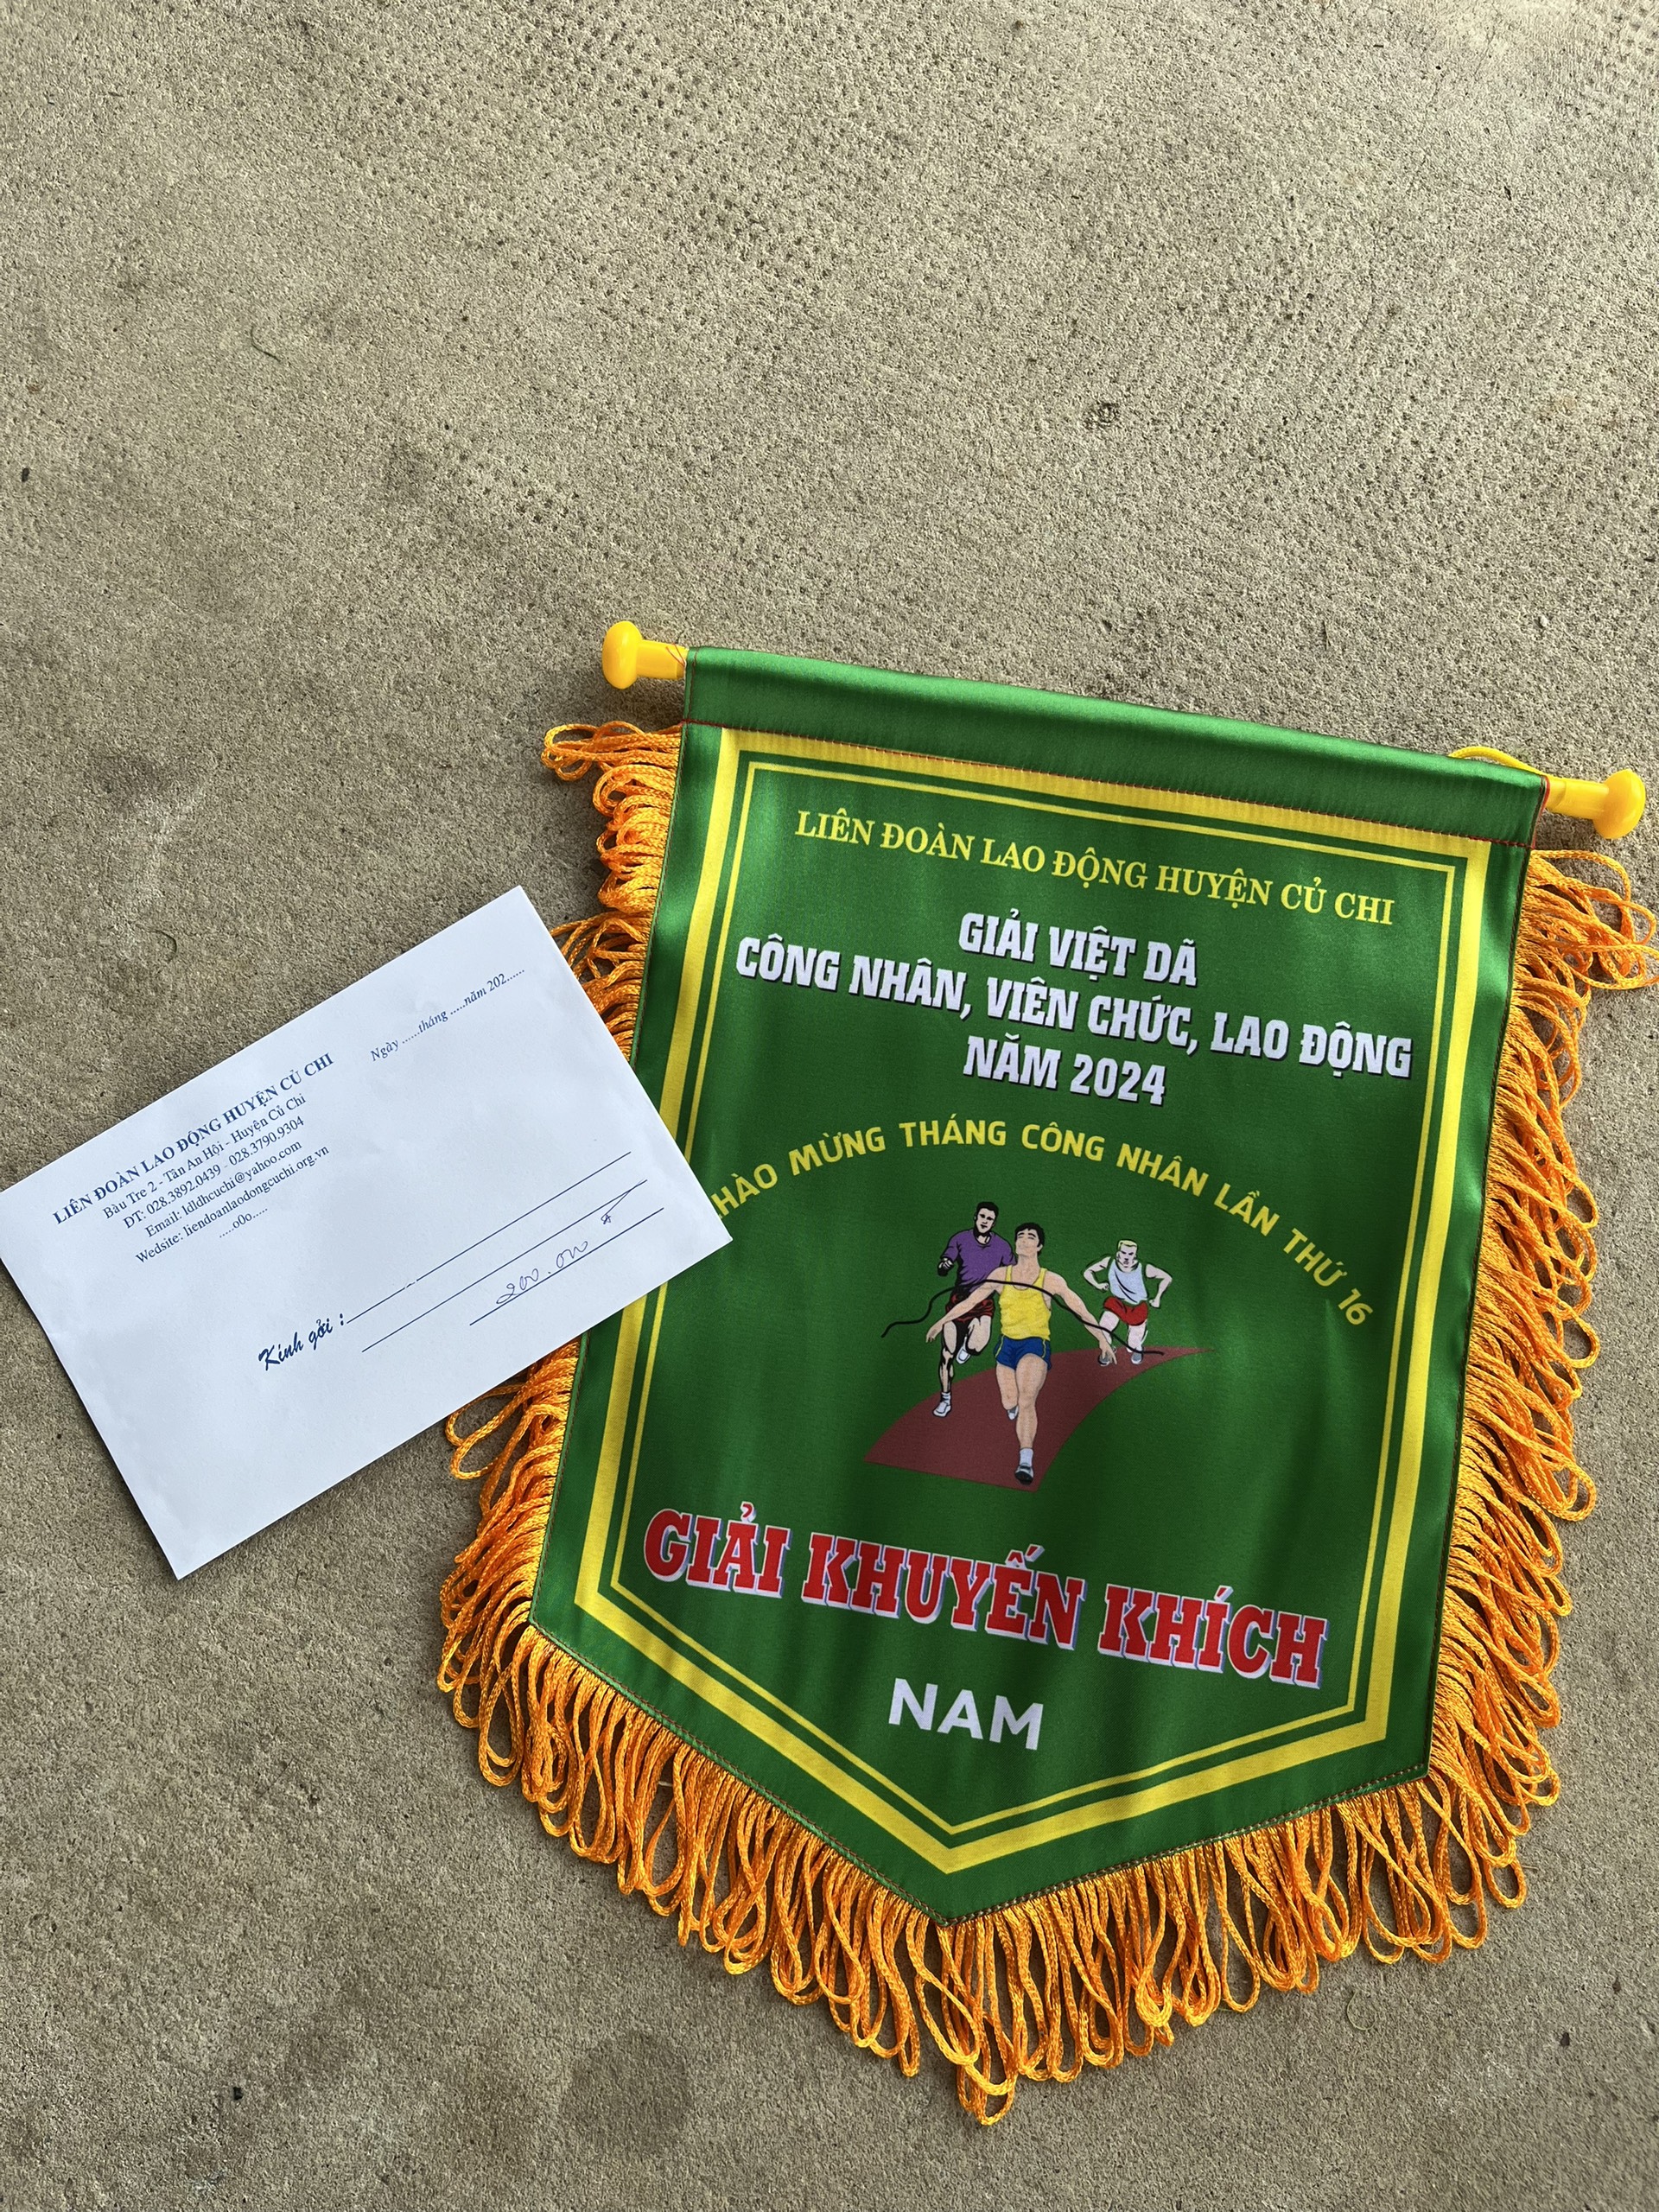 LIÊN ĐOÀN LAO ĐỘNG HUYỆN CỦ CHI
Bàu Tre 2 - Tân An Hội - Huyện Củ Chi
ĐT: 028.3892.0439 - 028.3790.9304
Email: ldldhcuchi@yahoo.com
Wedsite: liendoanlaodongcuchi.org.vn
.....o0o.....
Ngày ......tháng .....năm 202......
Kính gởi :
200.000 đ
LIÊN ĐOÀN LAO ĐỘNG HUYỆN CỦ CHI
GIẢI VIỆT DÃ
CÔNG NHÂN, VIÊN CHỨC, LAO ĐỘNG
NĂM 2024
HÀO MỪNG THÁNG CÔNG NHÂN LẦN THỨ 16
GIẢI KHUYẾN KHÍCH
NAM